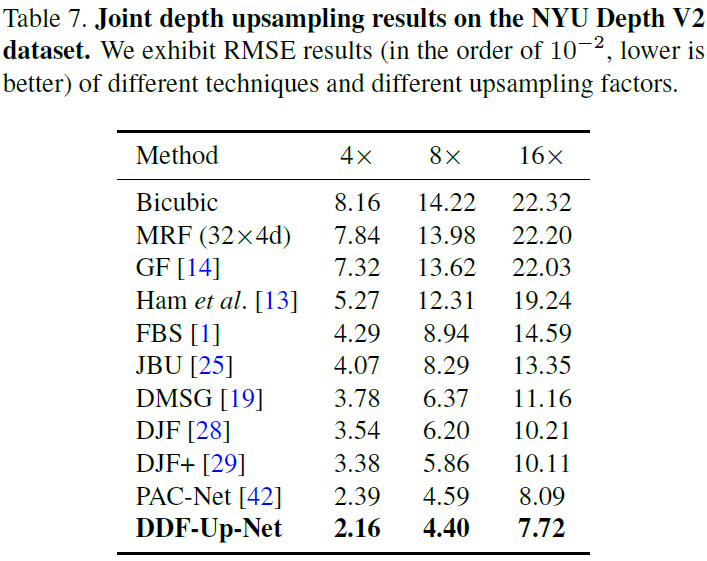 Table 7. Joint depth upsampling results on the NYU Depth V2
dataset. We exhibit RMSE results (in the order of 10⁻², lower is
better) of different techniques and different upsampling factors.
Method 4× 8× 16×
Bicubic 8.16 14.22 22.32
MRF (32×4d) 7.84 13.98 22.20
GF [14] 7.32 13.62 22.03
Ham et al. [13] 5.27 12.31 19.24
FBS [1] 4.29 8.94 14.59
JBU [25] 4.07 8.29 13.35
DMSG [19] 3.78 6.37 11.16
DJF [28] 3.54 6.20 10.21
DJF+ [29] 3.38 5.86 10.11
PAC-Net [42] 2.39 4.59 8.09
DDF-Up-Net 2.16 4.40 7.72